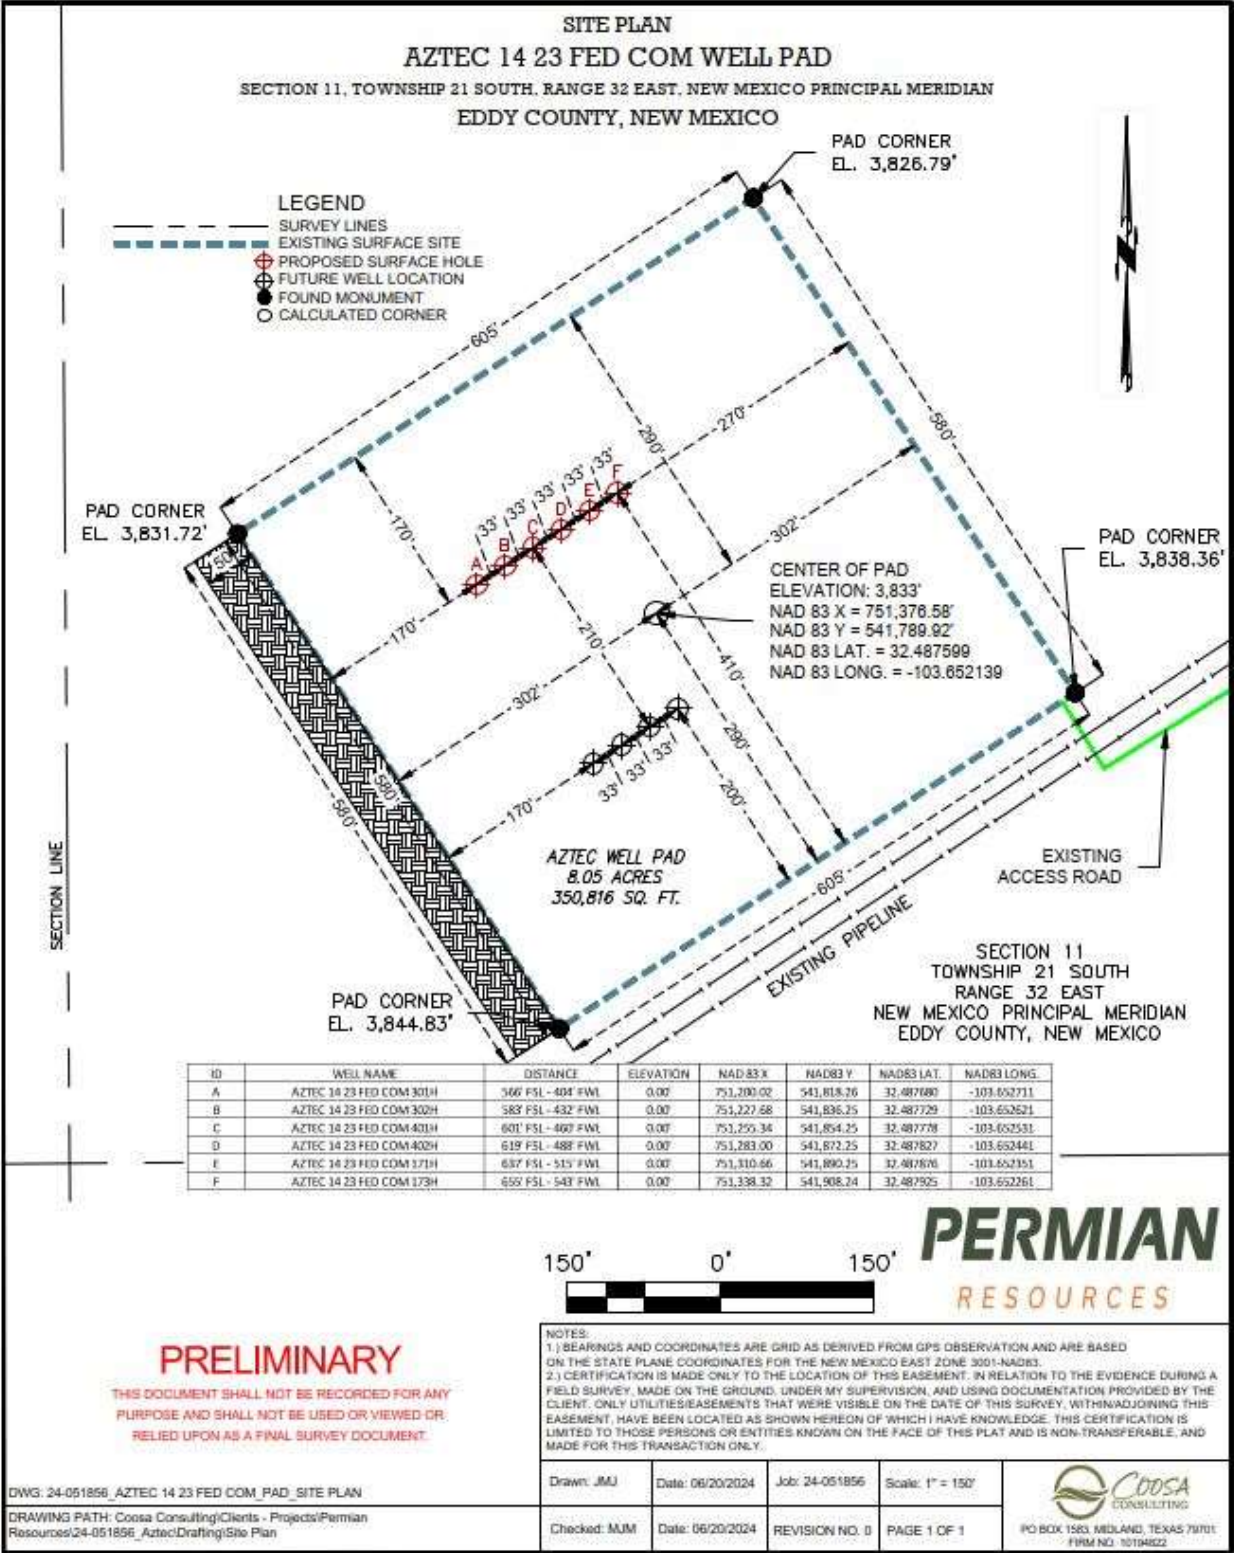 SITE PLAN
AZTEC 14 23 FED COM WELL PAD
SECTION 11, TOWNSHIP 21 SOUTH, RANGE 32 EAST, NEW MEXICO PRINCIPAL MERIDIAN
EDDY COUNTY, NEW MEXICO
PAD CORNER
EL. 3,826.79'
LEGEND
SURVEY LINES
EXISTING SURFACE SITE
PROPOSED SURFACE HOLE
FUTURE WELL LOCATION
FOUND MONUMENT
CALCULATED CORNER
605'
580'
290'
270'
PAD CORNER
EL. 3,831.72'
50'
170'
33' 33' 33' 33' 33'
A B C D E F
302'
PAD CORNER
EL. 3,838.36'
CENTER OF PAD
ELEVATION: 3,833'
NAD 83 X = 751,376.58'
NAD 83 Y = 541,789.92'
NAD 83 LAT. = 32.487599
NAD 83 LONG. = -103.652139
170'
210'
410'
302'
290'
33' 33' 33'
200'
580'
580'
170'
AZTEC WELL PAD
8.05 ACRES
350,816 SQ. FT.
605'
EXISTING
ACCESS ROAD
SECTION LINE
EXISTING PIPELINE
SECTION 11
TOWNSHIP 21 SOUTH
RANGE 32 EAST
NEW MEXICO PRINCIPAL MERIDIAN
EDDY COUNTY, NEW MEXICO
PAD CORNER
EL. 3,844.83'
ID WELL NAME DISTANCE ELEVATION NAD 83 X NAD83 Y NAD83 LAT. NAD83 LONG.
A AZTEC 14 23 FED COM 301H 566' FSL - 404' FWL 0.00' 751,200.02 541,818.26 32.487680 -103.652711
B AZTEC 14 23 FED COM 302H 583' FSL - 432' FWL 0.00' 751,227.68 541,836.25 32.487729 -103.652621
C AZTEC 14 23 FED COM 401H 601' FSL - 460' FWL 0.00' 751,255.34 541,854.25 32.487778 -103.652531
D AZTEC 14 23 FED COM 402H 619' FSL - 488' FWL 0.00' 751,283.00 541,872.25 32.487827 -103.652441
E AZTEC 14 23 FED COM 171H 637' FSL - 515' FWL 0.00' 751,310.66 541,890.25 32.487876 -103.652351
F AZTEC 14 23 FED COM 173H 655' FSL - 543' FWL 0.00' 751,338.32 541,908.24 32.487925 -103.652261
150' 0' 150'
PERMIAN
RESOURCES
PRELIMINARY
THIS DOCUMENT SHALL NOT BE RECORDED FOR ANY
PURPOSE AND SHALL NOT BE USED OR VIEWED OR
RELIED UPON AS A FINAL SURVEY DOCUMENT.
NOTES:
1.) BEARINGS AND COORDINATES ARE GRID AS DERIVED FROM GPS OBSERVATION AND ARE BASED
ON THE STATE PLANE COORDINATES FOR THE NEW MEXICO EAST ZONE 3001-NAD83.
2.) CERTIFICATION IS MADE ONLY TO THE LOCATION OF THIS EASEMENT, IN RELATION TO THE EVIDENCE DURING A
FIELD SURVEY, MADE ON THE GROUND, UNDER MY SUPERVISION, AND USING DOCUMENTATION PROVIDED BY THE
CLIENT. ONLY UTILITIES/EASEMENTS THAT WERE VISIBLE ON THE DATE OF THIS SURVEY, WITHIN/ADJOINING THIS
EASEMENT, HAVE BEEN LOCATED AS SHOWN HEREON OF WHICH I HAVE KNOWLEDGE. THIS CERTIFICATION IS
LIMITED TO THOSE PERSONS OR ENTITIES KNOWN ON THE FACE OF THIS PLAT AND IS NON-TRANSFERABLE, AND
MADE FOR THIS TRANSACTION ONLY.
DWG: 24-051856_AZTEC 14 23 FED COM_PAD_SITE PLAN
DRAWING PATH: Coosa Consulting\Clients - Projects\Permian
Resources\24-051856_Aztec\Drafting\Site Plan
Drawn: JMJ Date: 06/20/2024 Job: 24-051856 Scale: 1" = 150'
Checked: MJM Date: 06/20/2024 REVISION NO. 0 PAGE 1 OF 1
COOSA
CONSULTING
PO BOX 1583, MIDLAND, TEXAS 79701
FIRM NO. 10194822